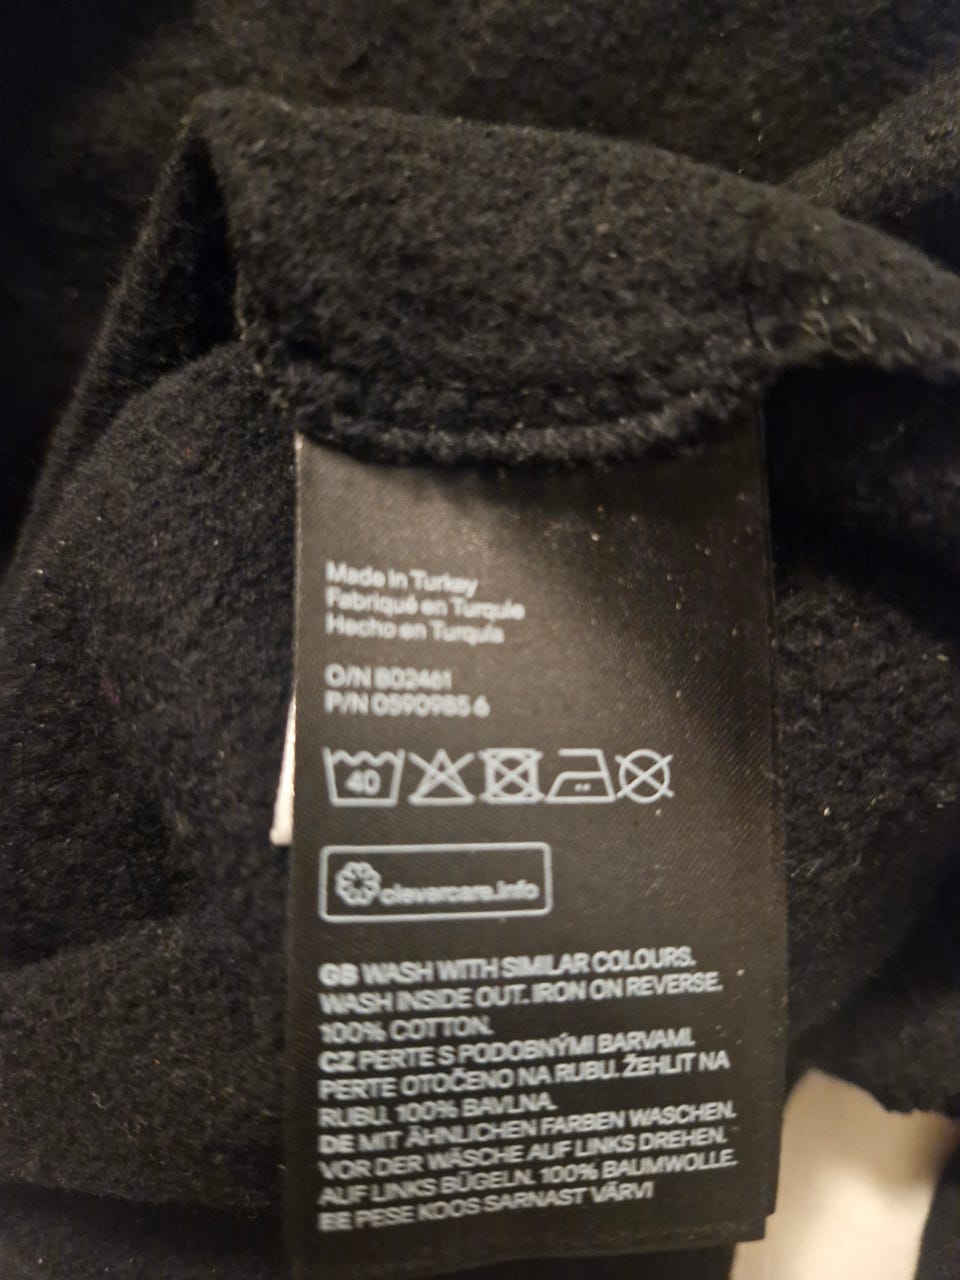 Made in Turkey
Fabriqué en Turquie
Hecho en Turquía
O/N 802461
P/N 0590985 6
40
clevercare.info
GB WASH WITH SIMILAR COLOURS.
WASH INSIDE OUT. IRON ON REVERSE.
100% COTTON.
CZ PERTE S PODOBNÝMI BARVAMI.
PERTE OTOČENO NA RUBU. ŽEHLIT NA
RUBU. 100% BAVLNA.
DE MIT ÄHNLICHEN FARBEN WASCHEN.
VOR DER WÄSCHE AUF LINKS DREHEN.
AUF LINKS BÜGELN. 100% BAUMWOLLE.
EE PESE KOOS SARNAST VÄRVI